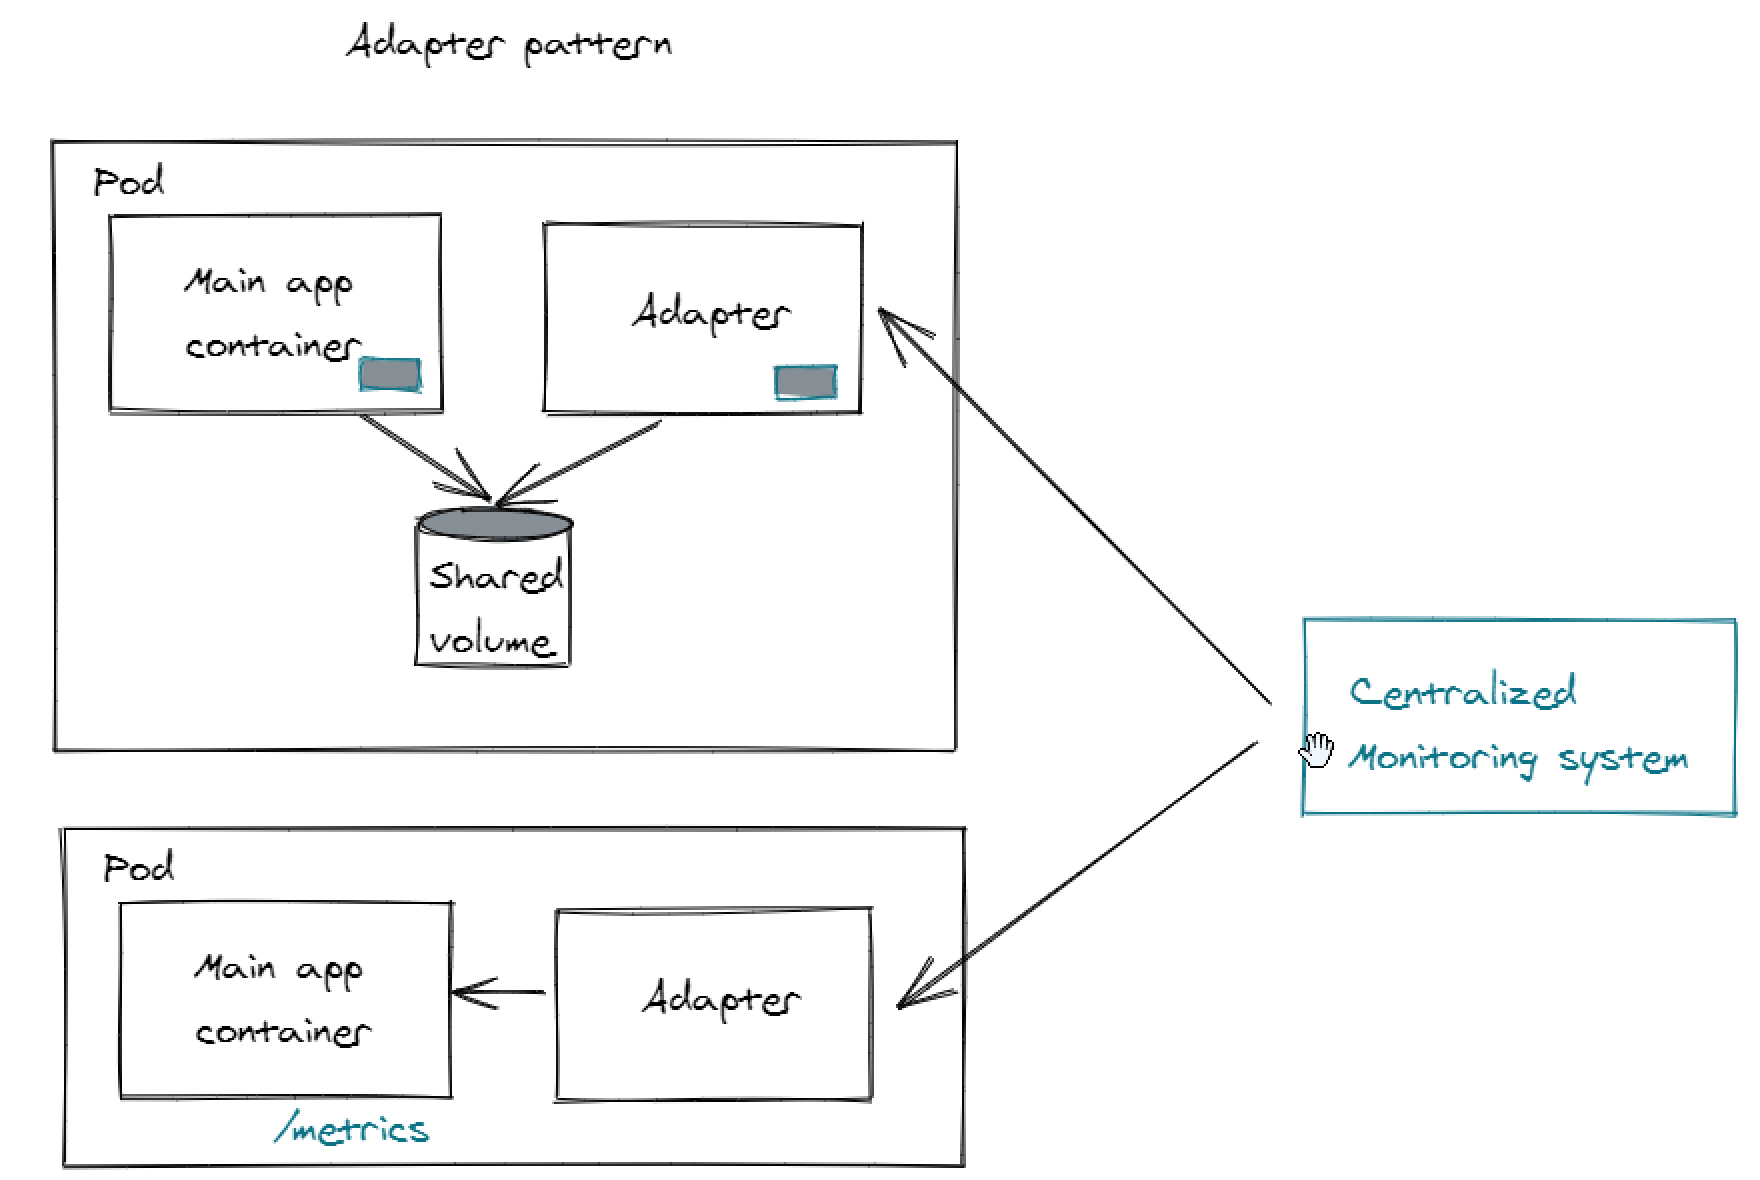 Adapter pattern
Pod
Main app
container
Adapter
Shared
volume
Centralized
Monitoring system
Pod
Main app
container
Adapter
/metrics